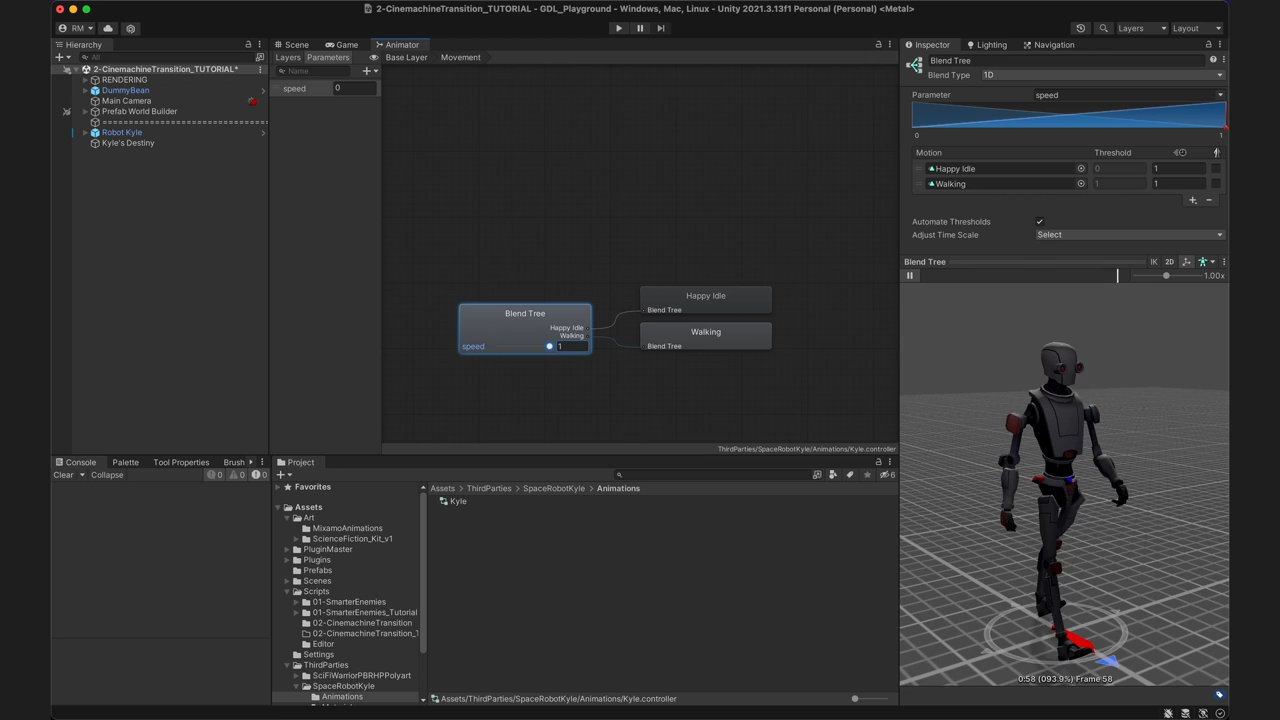 2-CinemachineTransition_TUTORIAL - GDL_Playground - Windows, Mac, Linux - Unity 2021.3.13f1 Personal (Personal) <Metal>
RM
Layers
Layout
Hierarchy
All
2-CinemachineTransition_TUTORIAL*
RENDERING
DummyBean
Main Camera
Prefab World Builder
================================
Robot Kyle
Kyle's Destiny
Scene
Game
Animator
Layers
Parameters
Base Layer
Movement
Name
speed
0
Blend Tree
Happy Idle
Walking
speed
1
Happy Idle
Blend Tree
Walking
Blend Tree
ThirdParties/SpaceRobotKyle/Animations/Kyle.controller
Inspector
Lighting
Navigation
Blend Tree
Blend Type
1D
Parameter
speed
0
1
Motion
Threshold
Happy Idle
0
1
Walking
1
1
Automate Thresholds
Adjust Time Scale
Select
Blend Tree
IK
2D
1.00x
0:58 (093.9%) Frame 58
Console
Palette
Tool Properties
Brush
Clear
Collapse
0
0
0
Project
6
Favorites
Assets
Art
MixamoAnimations
ScienceFiction_Kit_v1
PluginMaster
Plugins
Prefabs
Scenes
Scripts
01-SmarterEnemies
01-SmarterEnemies_Tutorial
02-CinemachineTransition
02-CinemachineTransition_T
Editor
Settings
ThirdParties
SciFiWarriorPBRHPPolyart
SpaceRobotKyle
Animations
Assets
ThirdParties
SpaceRobotKyle
Animations
Kyle
Assets/ThirdParties/SpaceRobotKyle/Animations/Kyle.controller